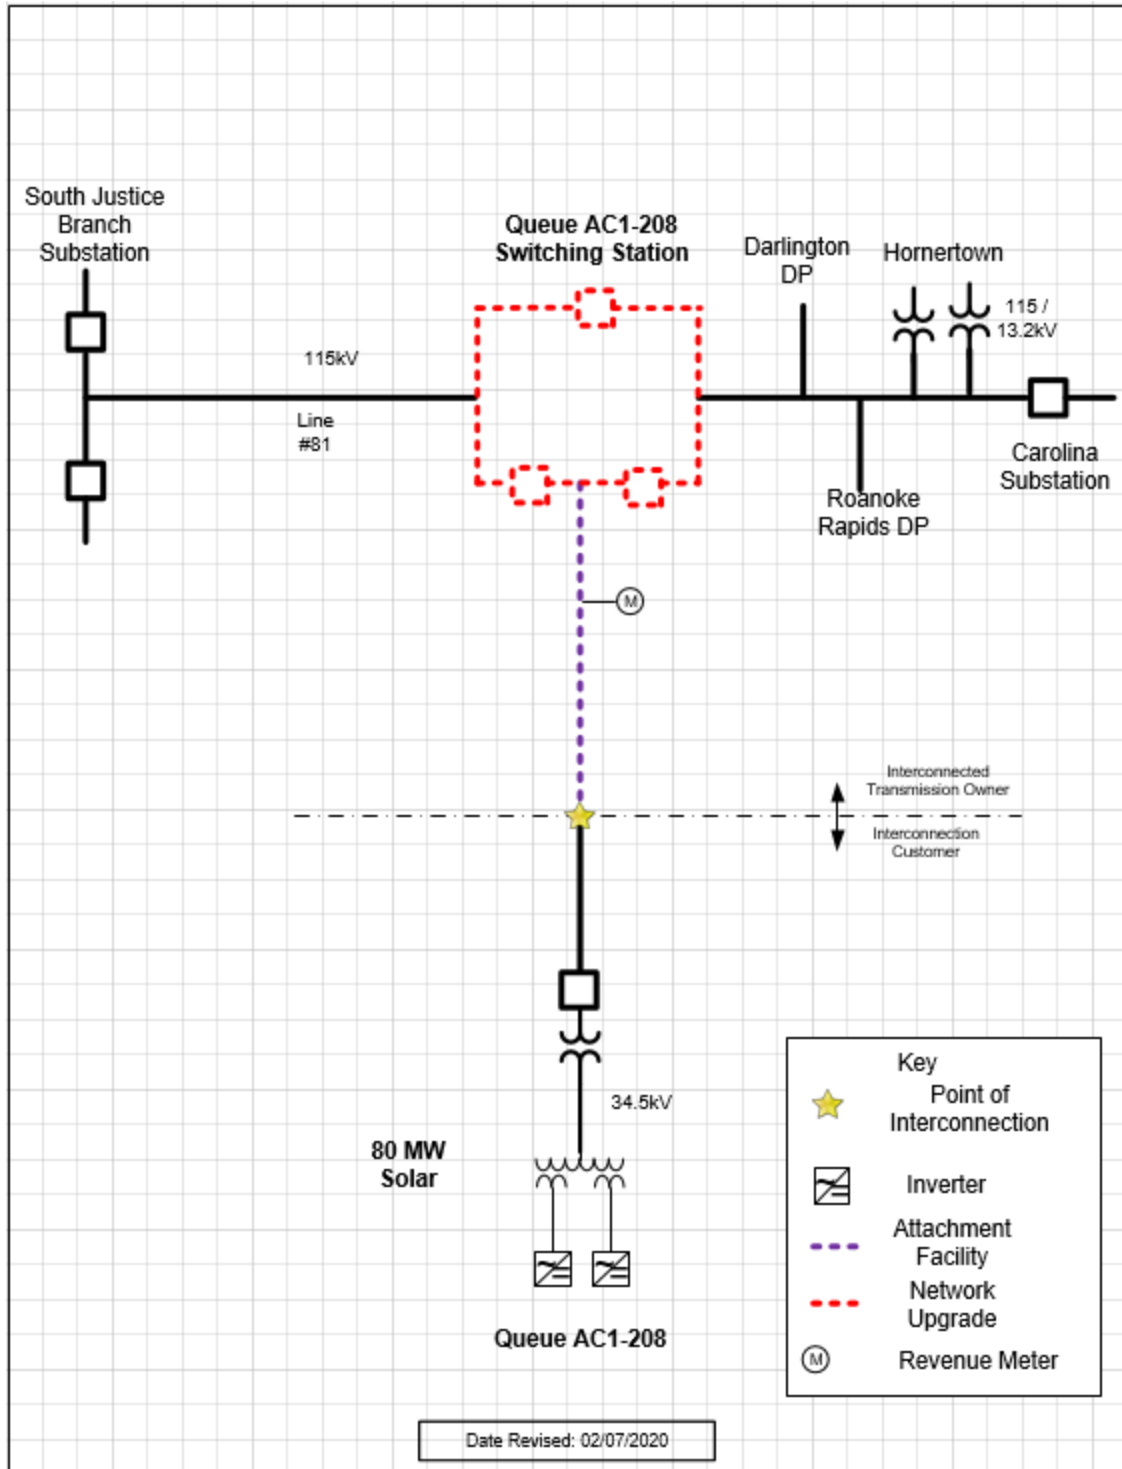 South Justice
Branch
Substation
Queue AC1-208
Switching Station
Darlington
DP
Hornertown
115 /
13.2kV
115kV
Line
#81
Carolina
Substation
Roanoke
Rapids DP
M
Interconnected
Transmission Owner
Interconnection
Customer
34.5kV
80 MW
Solar
Queue AC1-208
Key
Point of
Interconnection
Inverter
Attachment
Facility
Network
Upgrade
M
Revenue Meter
Date Revised: 02/07/2020